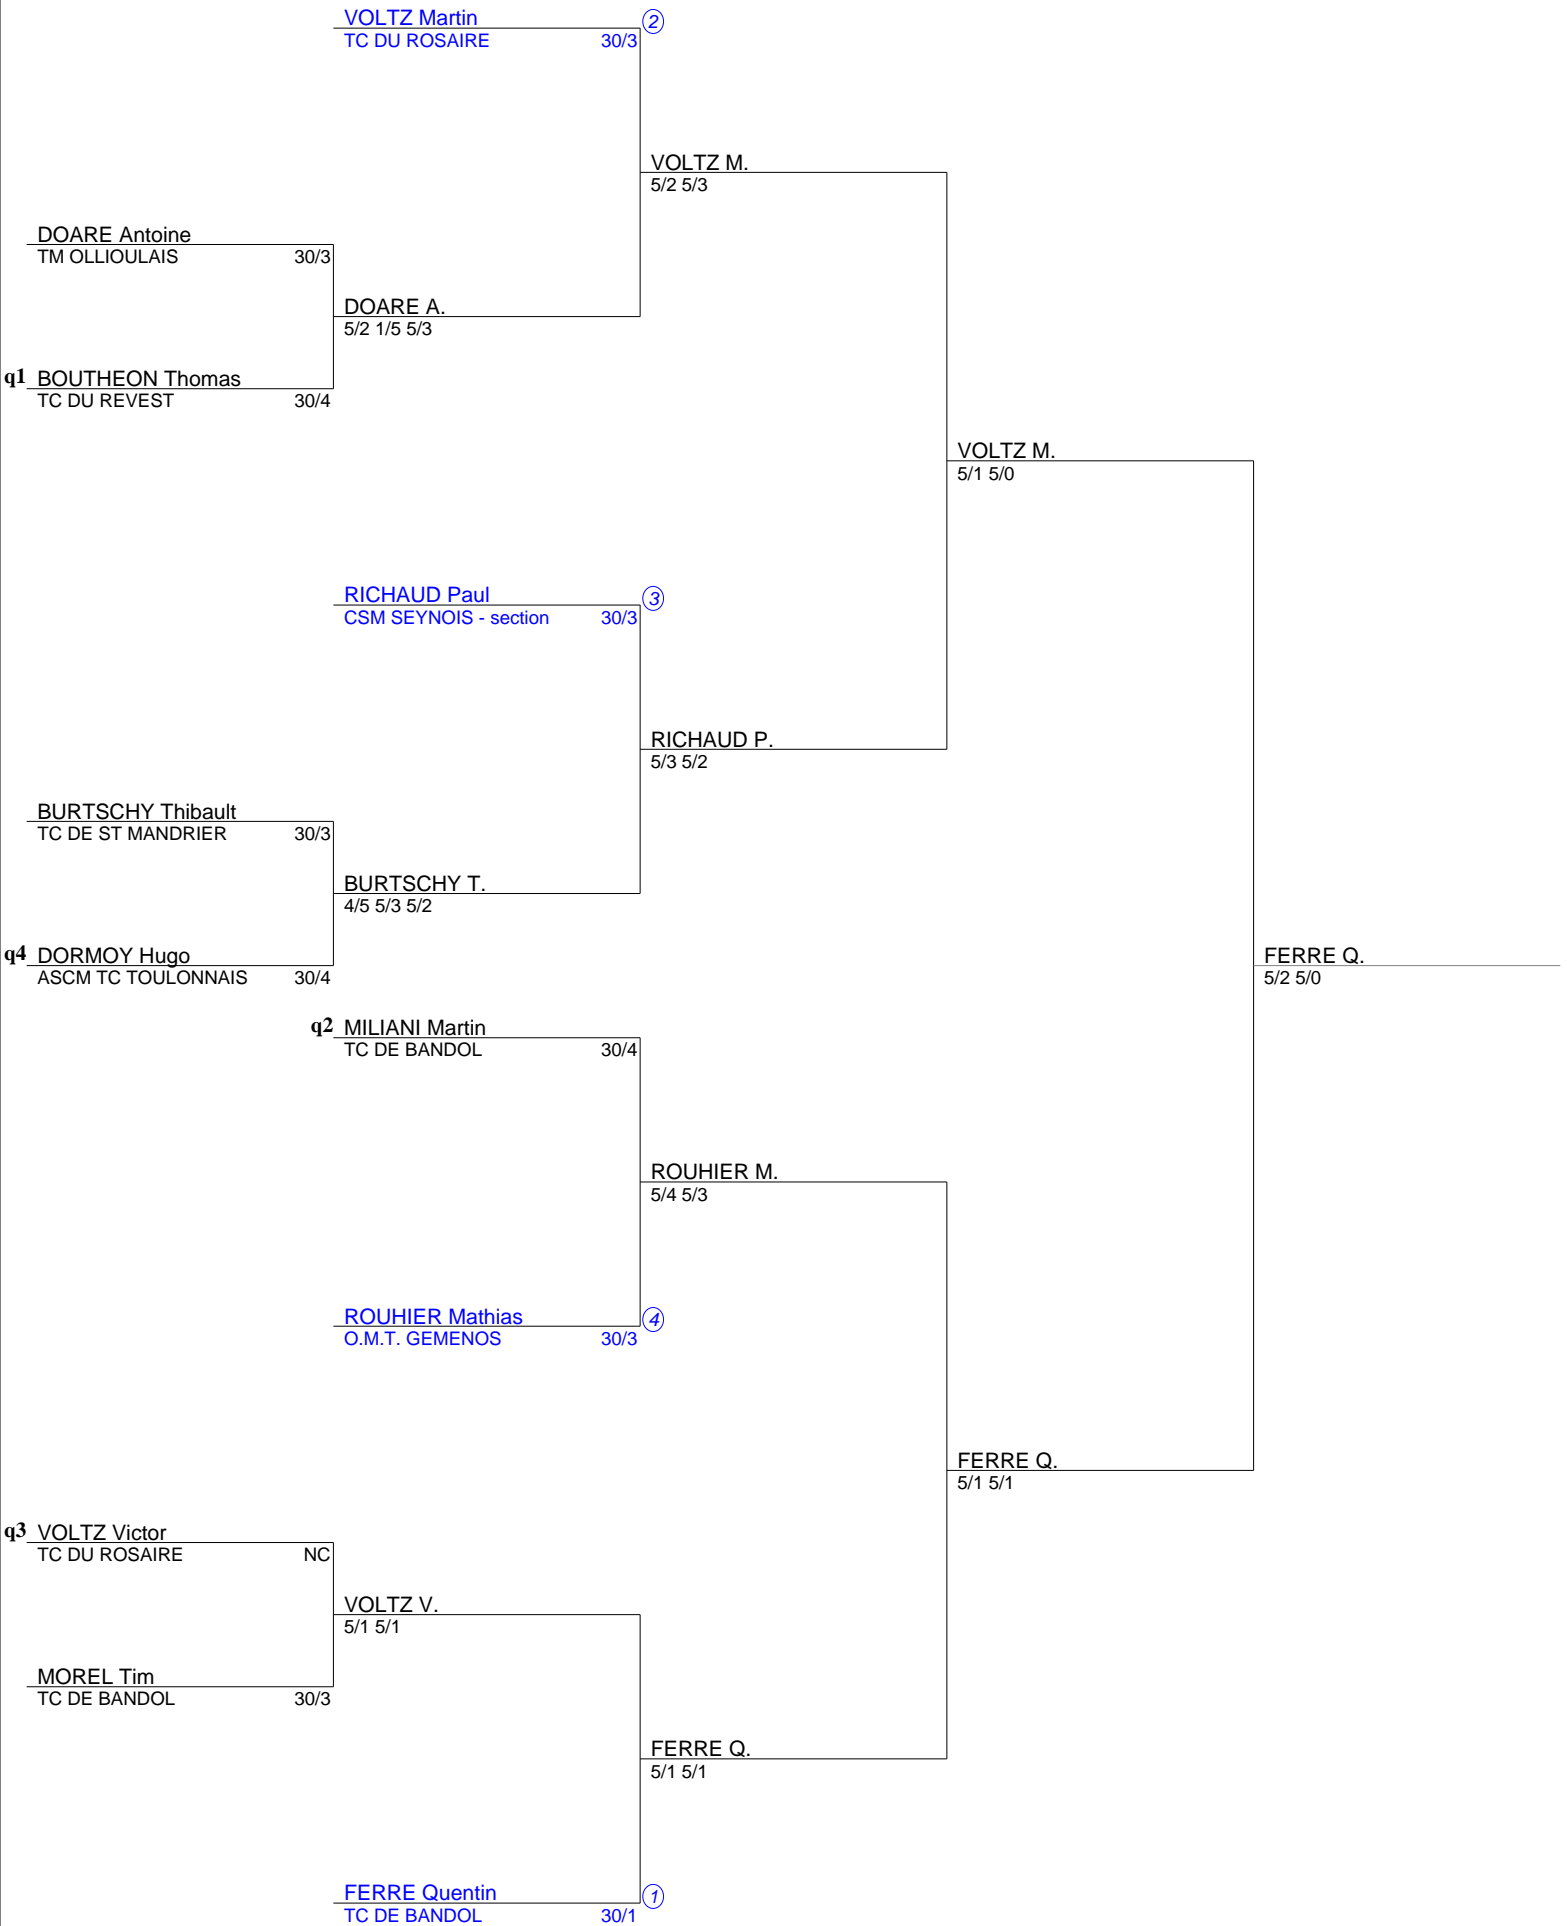 VOLTZ Martin 2
TC DU ROSAIRE 30/3
VOLTZ M.
5/2 5/3
DOARE Antoine
TM OLLIOULAIS 30/3
DOARE A.
5/2 1/5 5/3
q1 BOUTHEON Thomas
TC DU REVEST 30/4
VOLTZ M.
5/1 5/0
RICHAUD Paul 3
CSM SEYNOIS - section 30/3
RICHAUD P.
5/3 5/2
BURTSCHY Thibault
TC DE ST MANDRIER 30/3
BURTSCHY T.
4/5 5/3 5/2
q4 DORMOY Hugo
ASCM TC TOULONNAIS 30/4
FERRE Q.
5/2 5/0
q2 MILIANI Martin
TC DE BANDOL 30/4
ROUHIER M.
5/4 5/3
ROUHIER Mathias 4
O.M.T. GEMENOS 30/3
FERRE Q.
5/1 5/1
q3 VOLTZ Victor
TC DU ROSAIRE NC
VOLTZ V.
5/1 5/1
MOREL Tim
TC DE BANDOL 30/3
FERRE Q.
5/1 5/1
FERRE Quentin 1
TC DE BANDOL 30/1